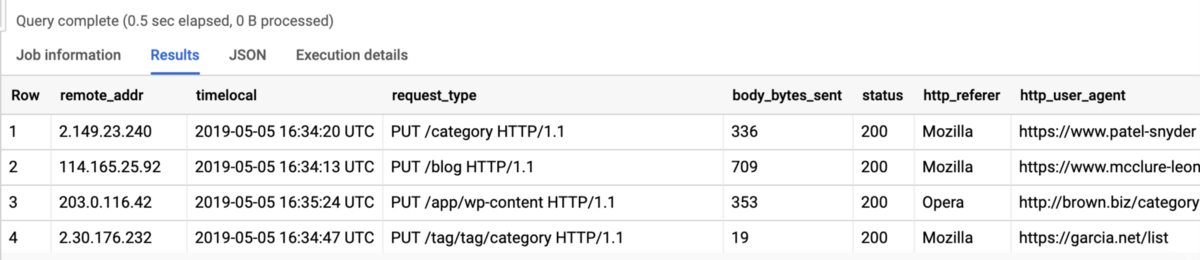 Query complete (0.5 sec elapsed, 0 B processed)
Job information Results JSON Execution details
Row remote_addr timelocal request_type body_bytes_sent status http_referer http_user_agent
1 2.149.23.240 2019-05-05 16:34:20 UTC PUT /category HTTP/1.1 336 200 Mozilla https://www.patel-snyder
2 114.165.25.92 2019-05-05 16:34:13 UTC PUT /blog HTTP/1.1 709 200 Mozilla https://www.mcclure-leon
3 203.0.116.42 2019-05-05 16:35:24 UTC PUT /app/wp-content HTTP/1.1 353 200 Opera http://brown.biz/category
4 2.30.176.232 2019-05-05 16:34:47 UTC PUT /tag/tag/category HTTP/1.1 19 200 Mozilla https://garcia.net/list